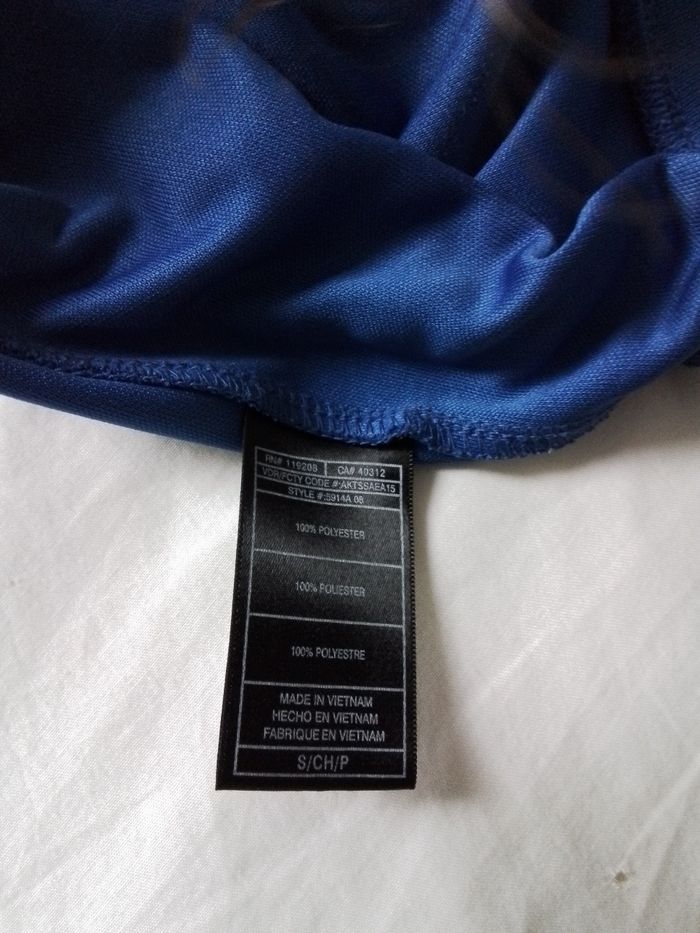 RN# 119208 CA# 40312
VDR/FCTY CODE #:AKTSSAEA15
STYLE #:5914A 08
100% POLYESTER
100% POLIESTER
100% POLYESTRE
MADE IN VIETNAM
HECHO EN VIETNAM
FABRIQUE EN VIETNAM
S/CH/P